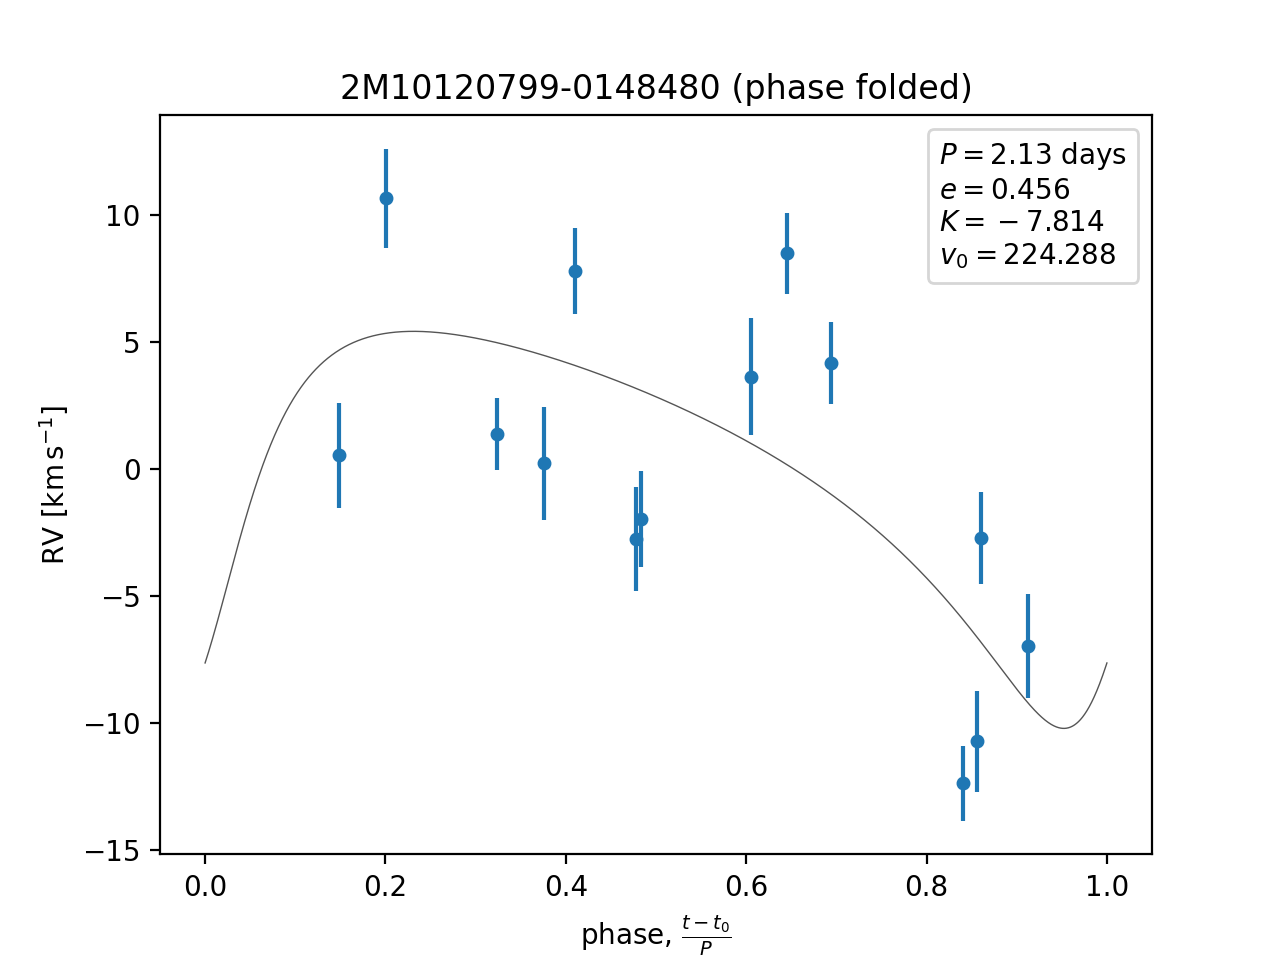 2M10120799-0148480 (phase folded)
P = 2.13 days
e = 0.456
K = −7.814
v₀ = 224.288
RV [km s⁻¹]
10
5
0
−5
−10
−15
0.0 0.2 0.4 0.6 0.8 1.0
phase, (t − t₀)/P